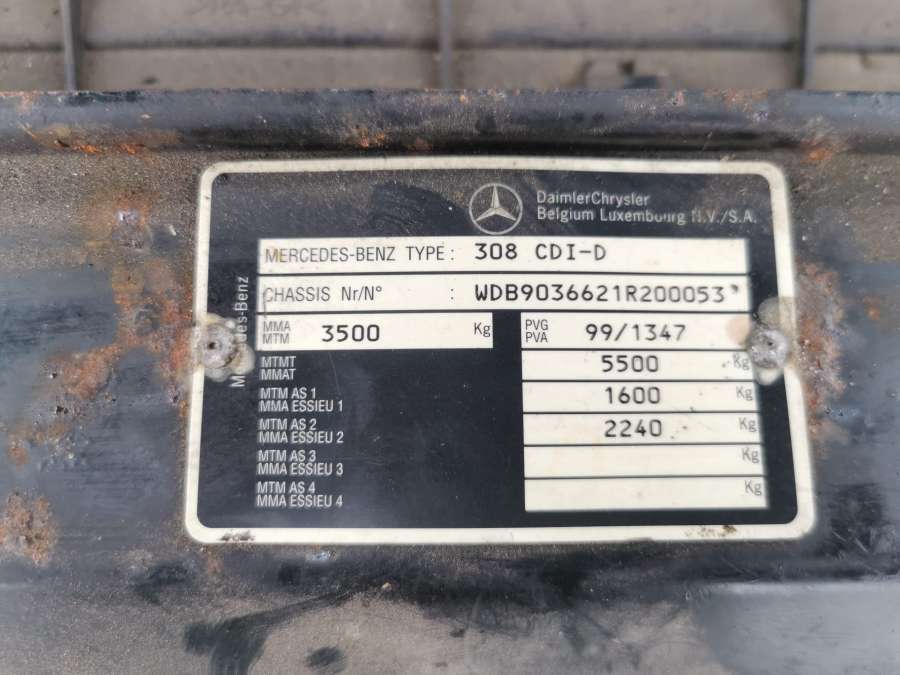 DaimlerChrysler
Belgium Luxembourg N.V./S.A.
MERCEDES-BENZ TYPE : 308 CDI-D
CHASSIS Nr/N° : WDB9036621R200053*
MMA
MTM 3500 Kg
PVG
PVA 99/1347
MTMT
MMAT 5500 Kg
MTM AS 1
MMA ESSIEU 1 1600 Kg
MTM AS 2
MMA ESSIEU 2 2240 Kg
MTM AS 3
MMA ESSIEU 3 Kg
MTM AS 4
MMA ESSIEU 4 Kg